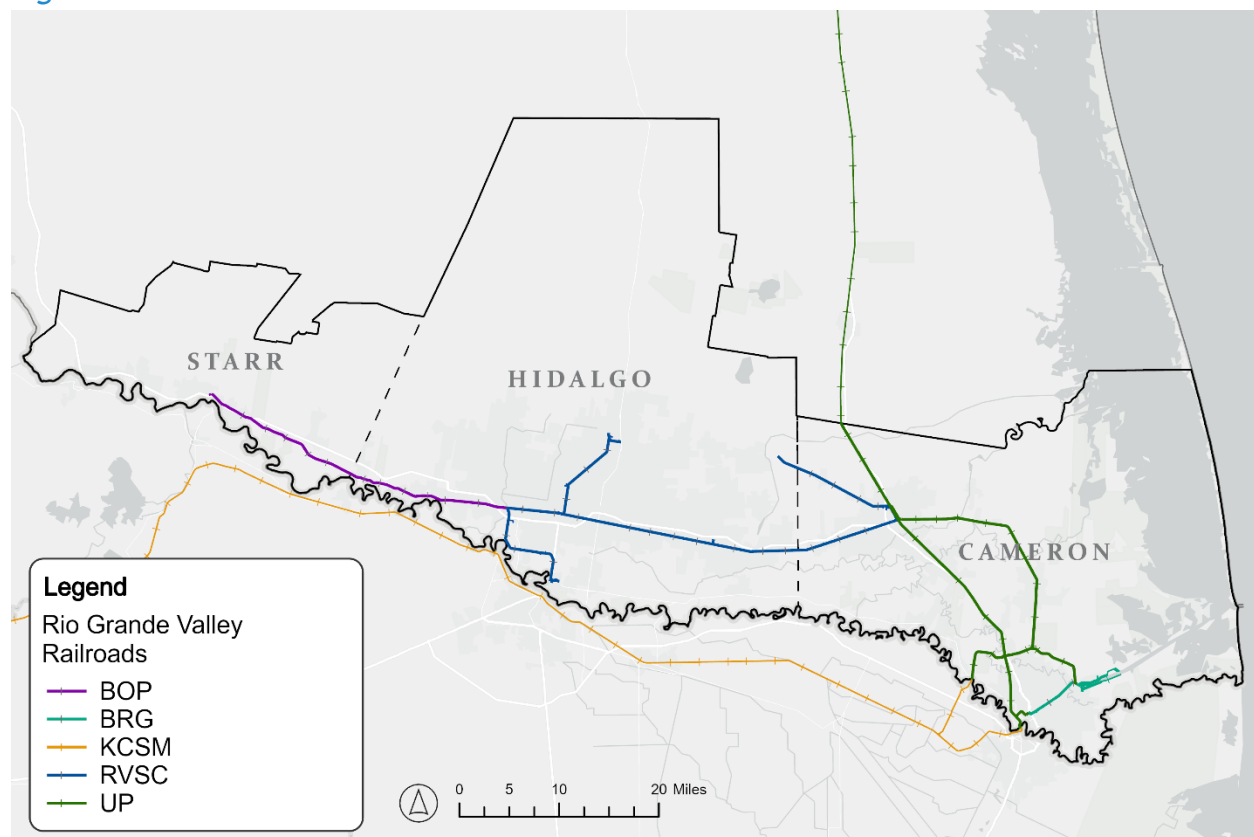 STARR
HIDALGO
CAMERON
Legend
Rio Grande Valley
Railroads
BOP
BRG
KCSM
RVSC
UP
0 5 10 20 Miles